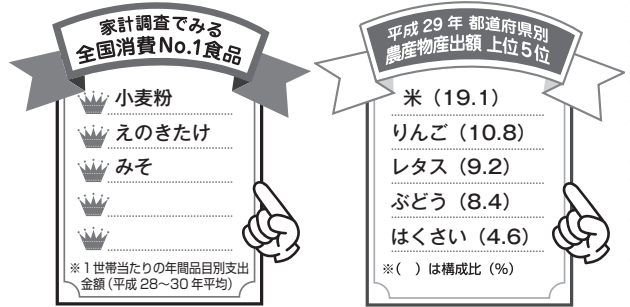 家計調査でみる
全国消費No.1食品
小麦粉
えのきたけ
みそ
※1世帯当たりの年間品目別支出
金額（平成28～30年平均）
平成29年 都道府県別
農産物産出額 上位5位
米（19.1）
りんご（10.8）
レタス（9.2）
ぶどう（8.4）
はくさい（4.6）
※（ ）は構成比（%）